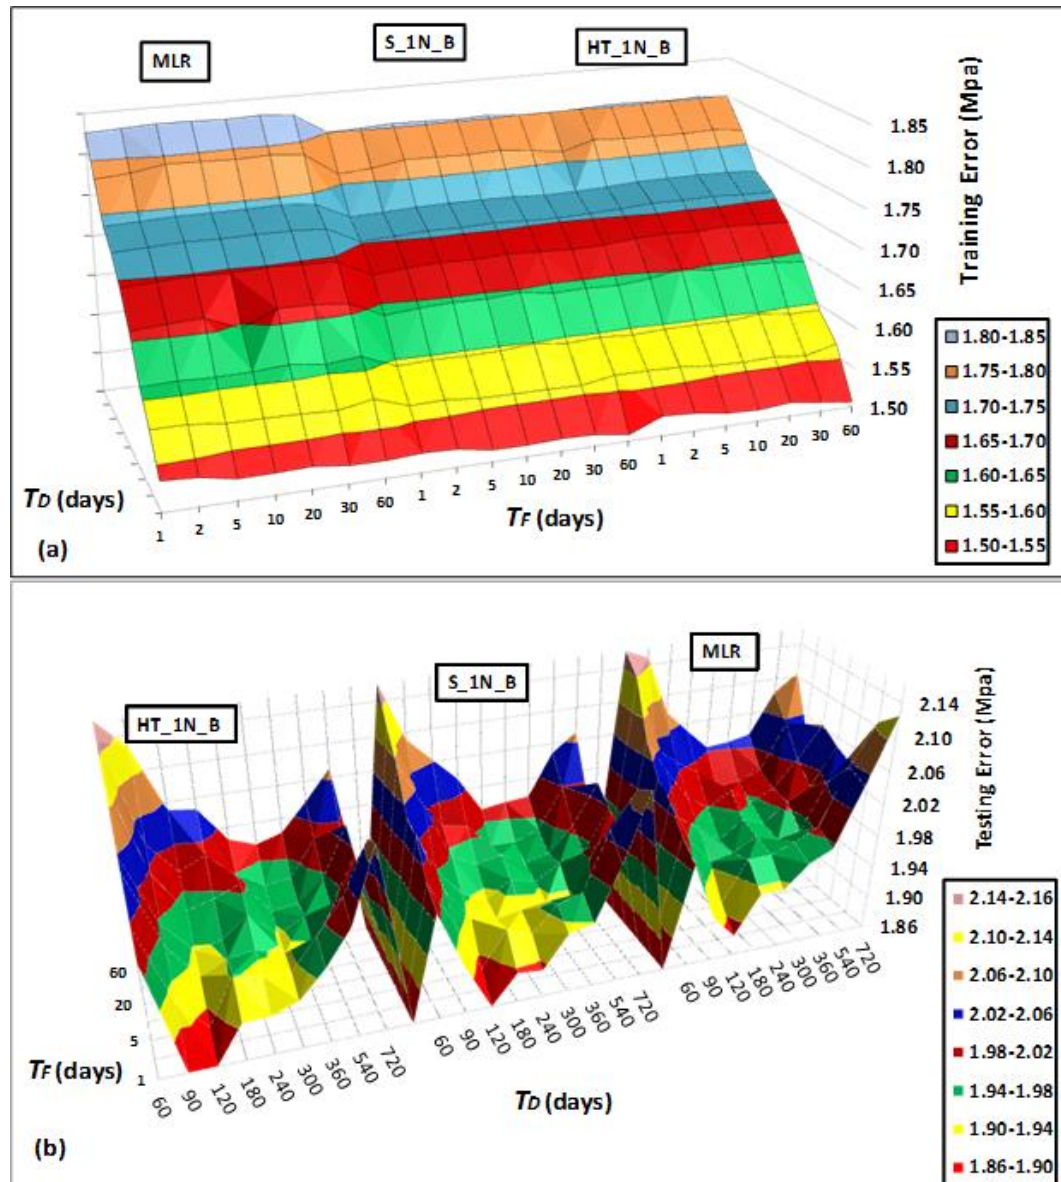 MLR
S_1N_B
HT_1N_B
Training Error (Mpa)
1.85
1.80
1.75
1.70
1.65
1.60
1.55
1.50
TD (days)
1 2 5 10 20 30 60 1 2 5 10 20 30 60 1 2 5 10 20 30 60
TF (days)
(a)
1.80-1.85
1.75-1.80
1.70-1.75
1.65-1.70
1.60-1.65
1.55-1.60
1.50-1.55
HT_1N_B
S_1N_B
MLR
Testing Error (Mpa)
2.14
2.10
2.06
2.02
1.98
1.94
1.90
1.86
60
20
5
1
TF (days)
60 90 120 180 240 300 360 540 720 60 90 120 180 240 300 360 540 720 60 90 120 180 240 300 360 540 720
TD (days)
(b)
2.14-2.16
2.10-2.14
2.06-2.10
2.02-2.06
1.98-2.02
1.94-1.98
1.90-1.94
1.86-1.90